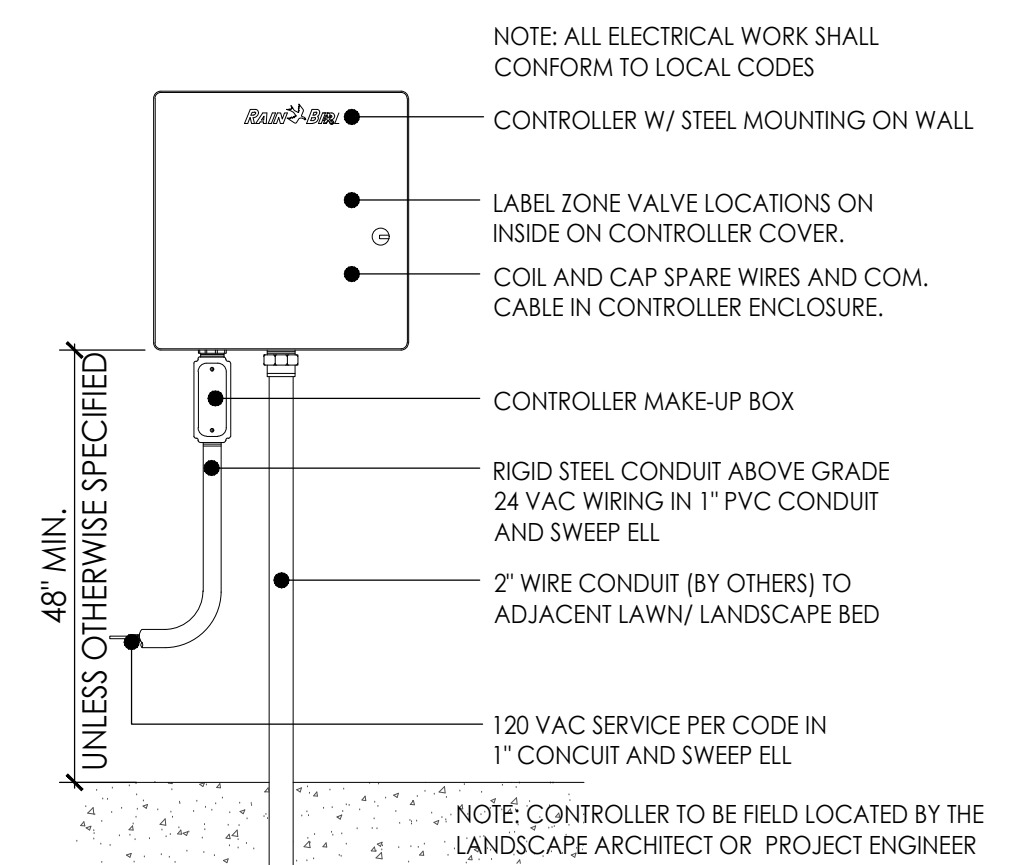 NOTE: ALL ELECTRICAL WORK SHALL
CONFORM TO LOCAL CODES
RAIN BIRD
CONTROLLER W/ STEEL MOUNTING ON WALL
LABEL ZONE VALVE LOCATIONS ON
INSIDE ON CONTROLLER COVER.
COIL AND CAP SPARE WIRES AND COM.
CABLE IN CONTROLLER ENCLOSURE.
CONTROLLER MAKE-UP BOX
RIGID STEEL CONDUIT ABOVE GRADE
24 VAC WIRING IN 1" PVC CONDUIT
AND SWEEP ELL
48" MIN.
UNLESS OTHERWISE SPECIFIED
2" WIRE CONDUIT (BY OTHERS) TO
ADJACENT LAWN/ LANDSCAPE BED
120 VAC SERVICE PER CODE IN
1" CONCUIT AND SWEEP ELL
NOTE: CONTROLLER TO BE FIELD LOCATED BY THE
LANDSCAPE ARCHITECT OR PROJECT ENGINEER